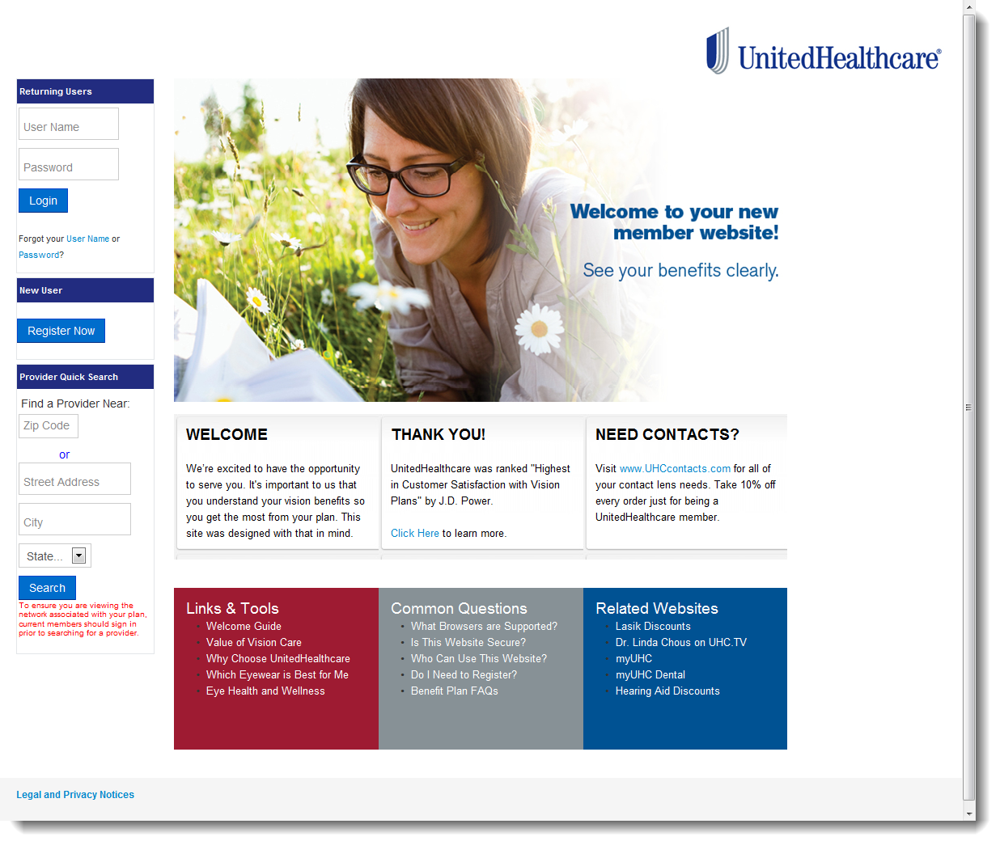 UnitedHealthcare®
Returning Users
User Name
Password
Login
Forgot your User Name or
Password?
New User
Register Now
Provider Quick Search
Find a Provider Near:
Zip Code
or
Street Address
City
State...
Search
To ensure you are viewing the
network associated with your plan,
current members should sign in
prior to searching for a provider.
Welcome to your new
member website!
See your benefits clearly.
WELCOME
We're excited to have the opportunity
to serve you. It's important to us that
you understand your vision benefits so
you get the most from your plan. This
site was designed with that in mind.
THANK YOU!
UnitedHealthcare was ranked "Highest
in Customer Satisfaction with Vision
Plans" by J.D. Power.
Click Here to learn more.
NEED CONTACTS?
Visit www.UHCcontacts.com for all of
your contact lens needs. Take 10% off
every order just for being a
UnitedHealthcare member.
Links & Tools
• Welcome Guide
• Value of Vision Care
• Why Choose UnitedHealthcare
• Which Eyewear is Best for Me
• Eye Health and Wellness
Common Questions
• What Browsers are Supported?
• Is This Website Secure?
• Who Can Use This Website?
• Do I Need to Register?
• Benefit Plan FAQs
Related Websites
• Lasik Discounts
• Dr. Linda Chous on UHC.TV
• myUHC
• myUHC Dental
• Hearing Aid Discounts
Legal and Privacy Notices